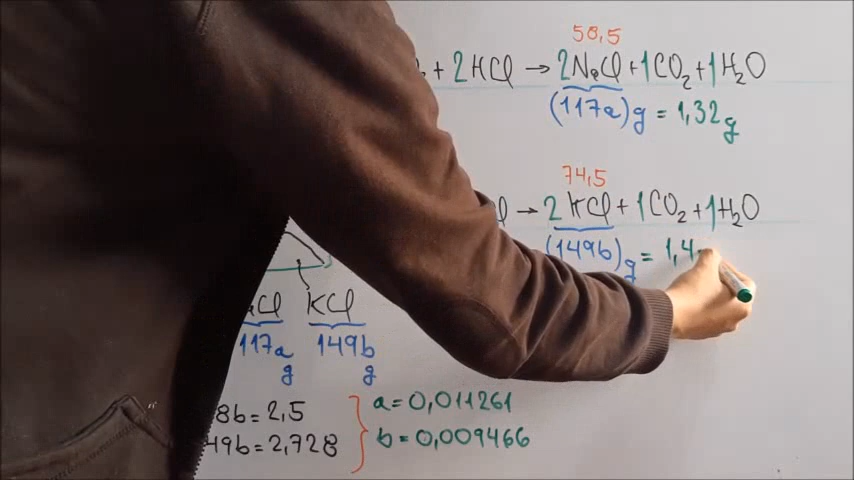 58,5
+ 2HCl → 2NaCl + 1CO₂ + 1H₂O
(117a)g = 1,32g
74,5
→ 2KCl + 1CO₂ + 1H₂O
(149b)g = 1,4
KCl
117a g 149b g
8b = 2,5
49b = 2,728
a = 0,011261
b = 0,009466